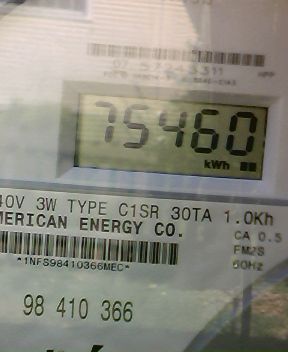 75460
kWh
40V 3W TYPE C1SR 30TA 1.0Kh
MERICAN ENERGY CO.
CA 0.5
FM2S
60Hz
*1NFS98410366MEC*
98 410 366